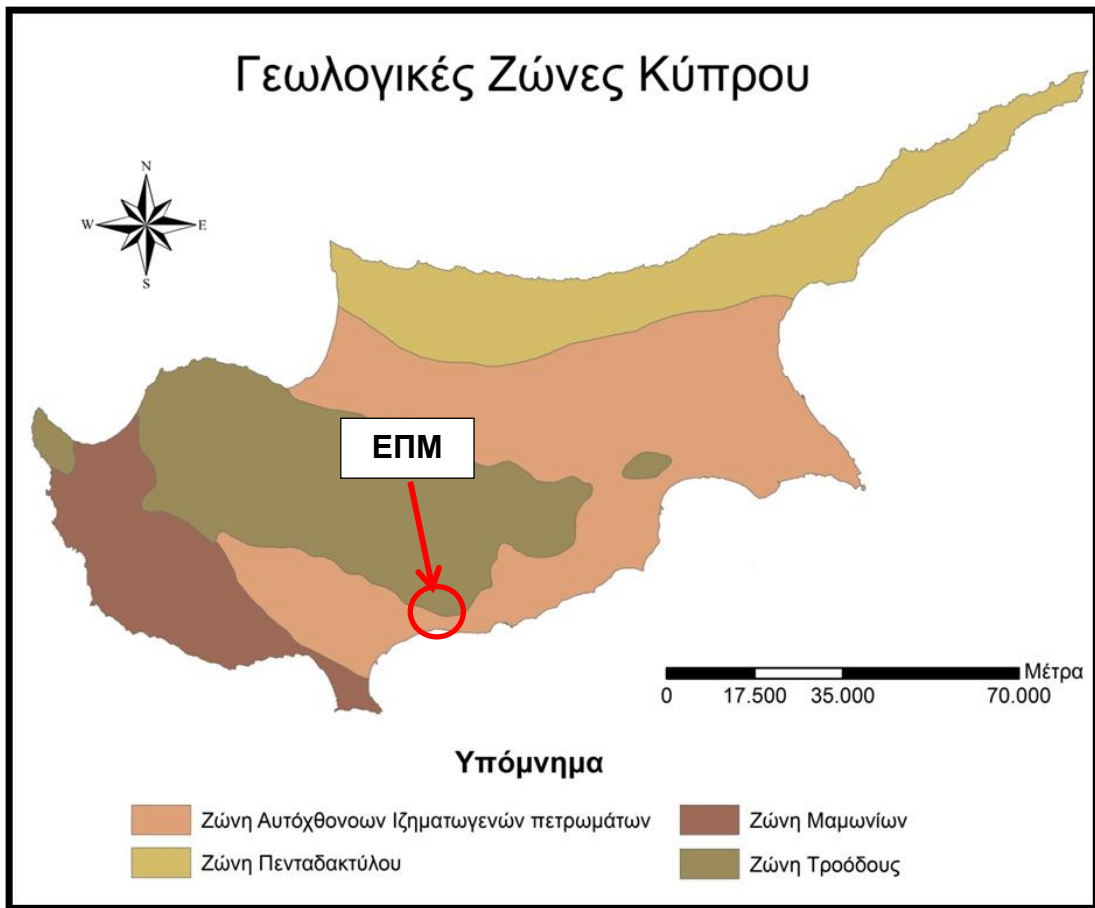 Γεωλογικές Ζώνες Κύπρου
N
W E
S
ΕΠΜ
Μέτρα
0 17.500 35.000 70.000
Υπόμνημα
Ζώνη Αυτόχθονοων Ιζηματωγενών πετρωμάτων
Ζώνη Μαμωνίων
Ζώνη Πενταδακτύλου
Ζώνη Τροόδους